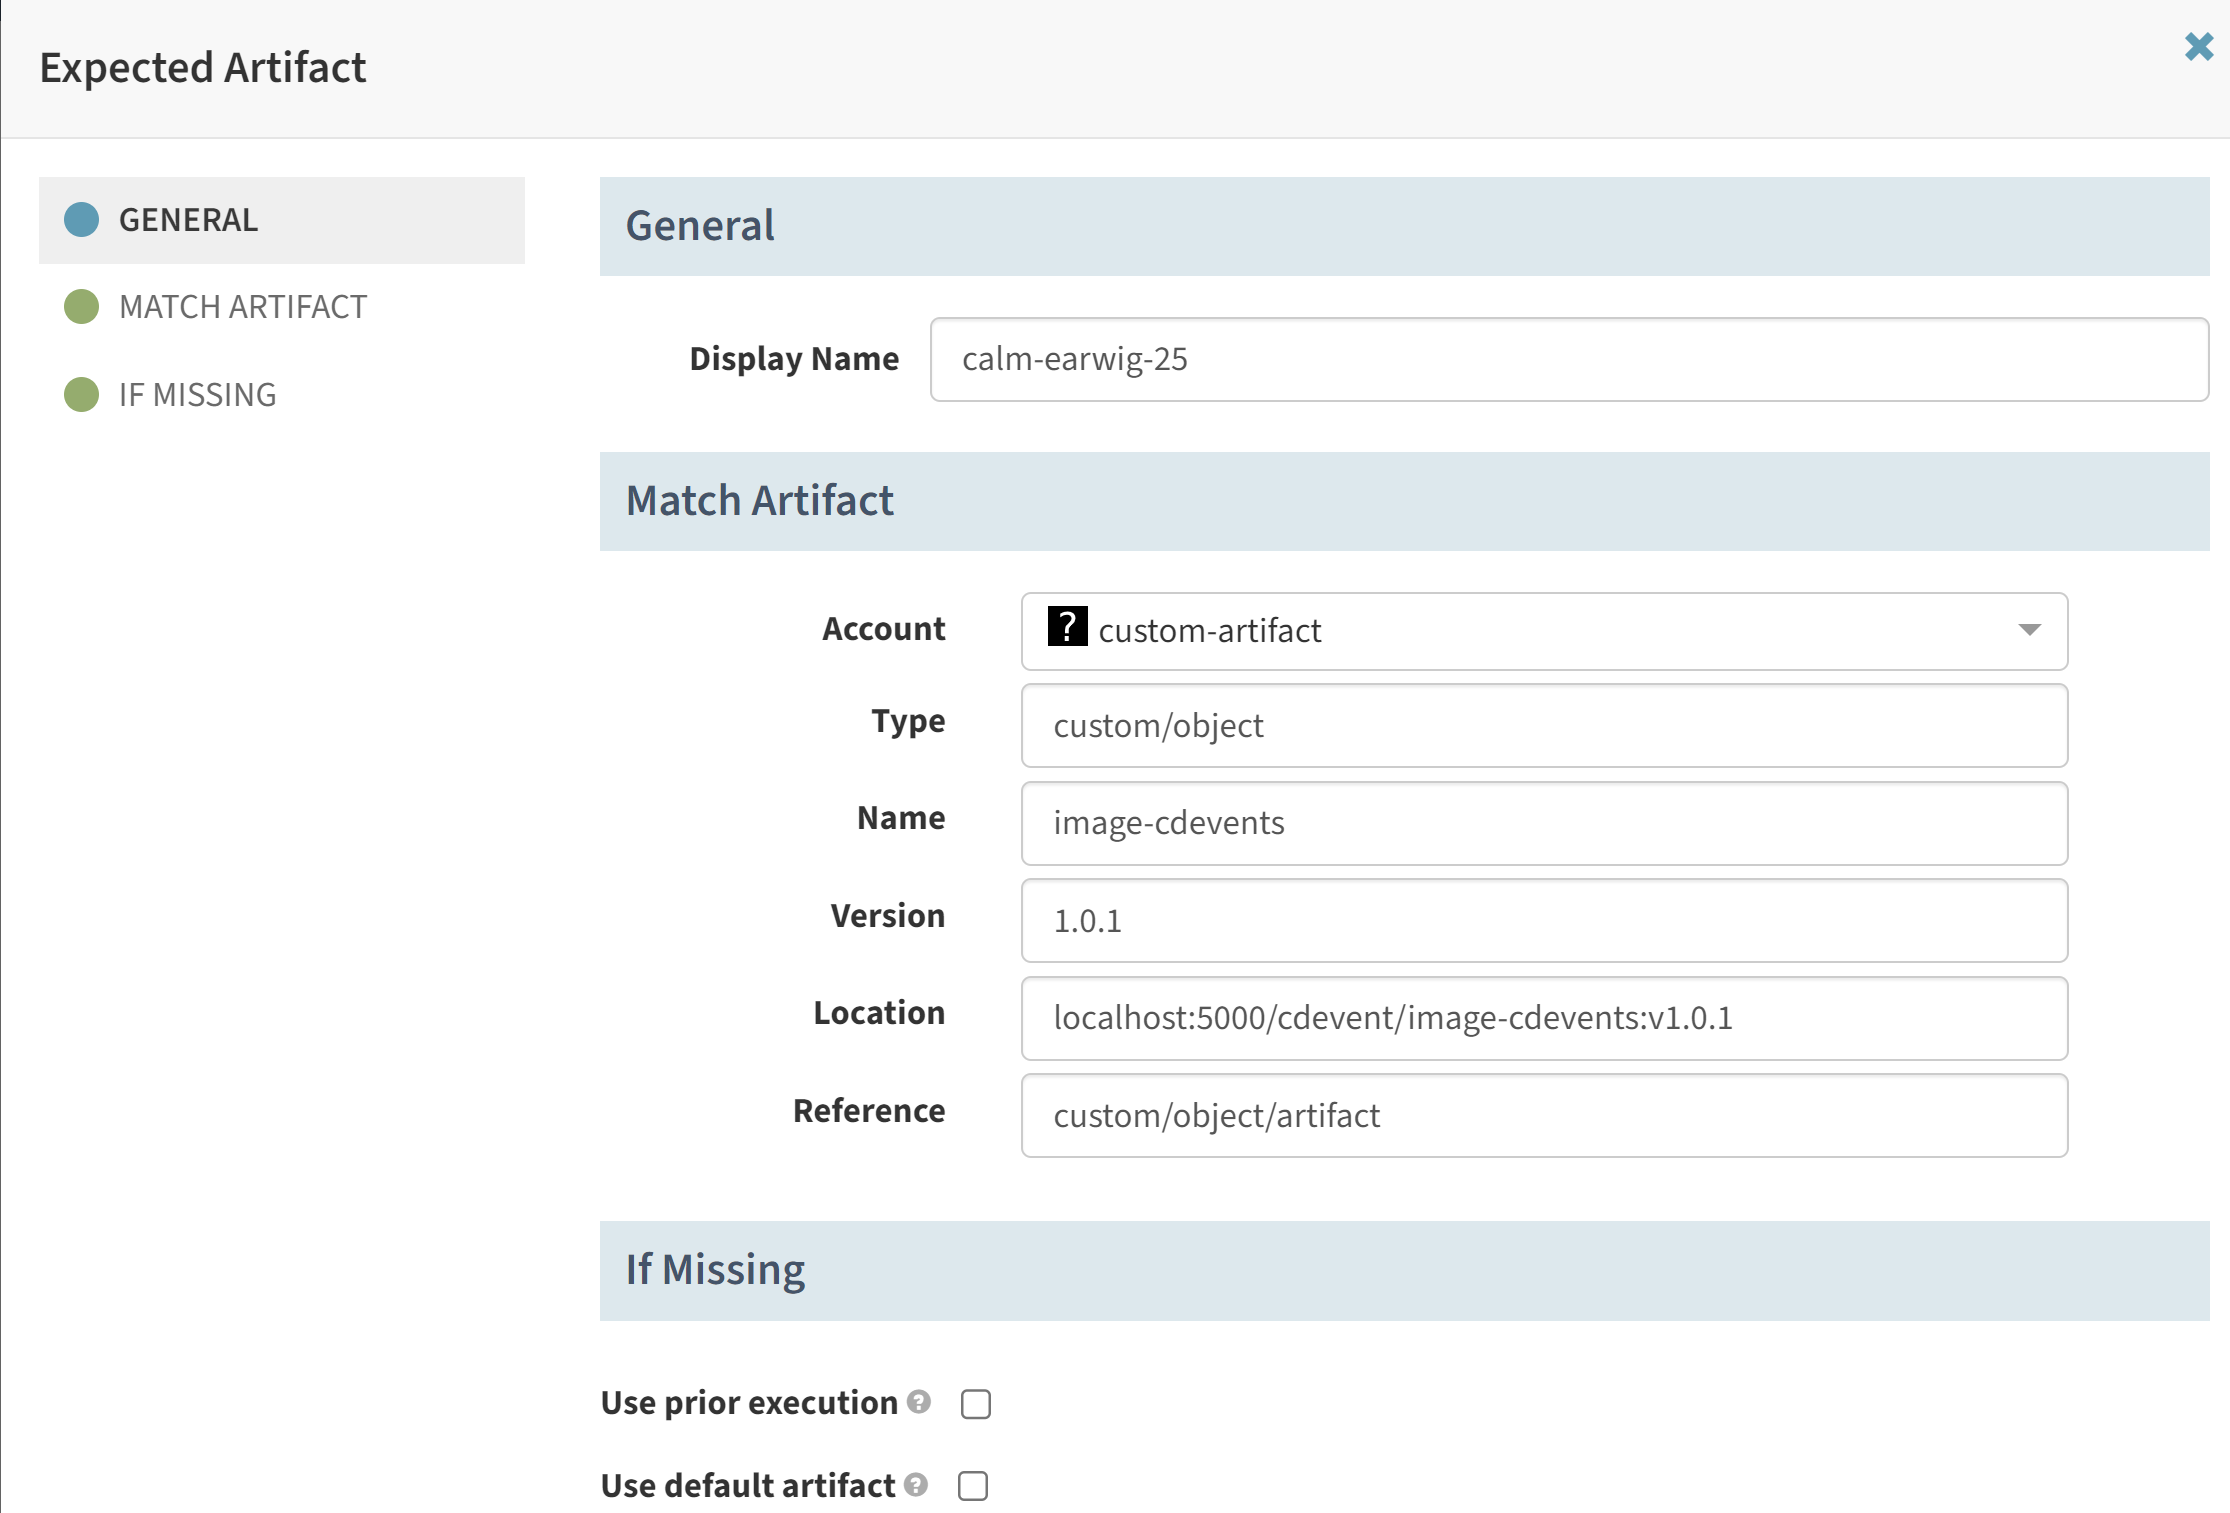 Expected Artifact
GENERAL
MATCH ARTIFACT
IF MISSING
General
Display Name calm-earwig-25
Match Artifact
Account ? custom-artifact
Type custom/object
Name image-cdevents
Version 1.0.1
Location localhost:5000/cdevent/image-cdevents:v1.0.1
Reference custom/object/artifact
If Missing
Use prior execution ?
Use default artifact ?